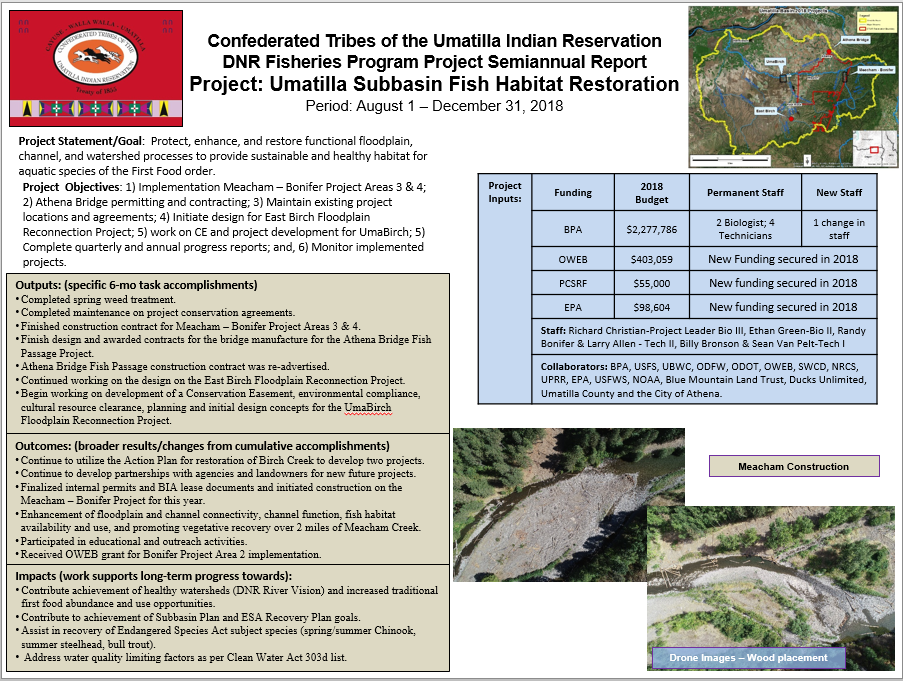 CAYUSE · WALLA WALLA · UMATILLA
CONFEDERATED TRIBES OF THE
UMATILLA INDIAN RESERVATION
Treaty of 1855
Confederated Tribes of the Umatilla Indian Reservation
DNR Fisheries Program Project Semiannual Report
Project: Umatilla Subbasin Fish Habitat Restoration
Period: August 1 – December 31, 2018
Umatilla Basin 2018 Projects
Athena Bridge
UmaBirch
Meacham - Bonifer
East Birch
Project Statement/Goal: Protect, enhance, and restore functional floodplain,
channel, and watershed processes to provide sustainable and healthy habitat for
aquatic species of the First Food order.
Project Objectives: 1) Implementation Meacham – Bonifer Project Areas 3 & 4;
2) Athena Bridge permitting and contracting; 3) Maintain existing project
locations and agreements; 4) Initiate design for East Birch Floodplain
Reconnection Project; 5) work on CE and project development for UmaBirch; 5)
Complete quarterly and annual progress reports; and, 6) Monitor implemented
projects.
Outputs: (specific 6-mo task accomplishments)
•Completed spring weed treatment.
•Completed maintenance on project conservation agreements.
•Finished construction contract for Meacham – Bonifer Project Areas 3 & 4.
•Finish design and awarded contracts for the bridge manufacture for the Athena Bridge Fish
Passage Project.
•Athena Bridge Fish Passage construction contract was re-advertised.
•Continued working on the design on the East Birch Floodplain Reconnection Project.
•Begin working on development of a Conservation Easement, environmental compliance,
cultural resource clearance, planning and initial design concepts for the UmaBirch
Floodplain Reconnection Project.
Outcomes: (broader results/changes from cumulative accomplishments)
•Continue to utilize the Action Plan for restoration of Birch Creek to develop two projects.
•Continue to develop partnerships with agencies and landowners for new future projects.
•Finalized internal permits and BIA lease documents and initiated construction on the
Meacham – Bonifer Project for this year.
•Enhancement of floodplain and channel connectivity, channel function, fish habitat
availability and use, and promoting vegetative recovery over 2 miles of Meacham Creek.
•Participated in educational and outreach activities.
•Received OWEB grant for Bonifer Project Area 2 implementation.
Impacts (work supports long-term progress towards):
•Contribute achievement of healthy watersheds (DNR River Vision) and increased traditional
first food abundance and use opportunities.
•Contribute to achievement of Subbasin Plan and ESA Recovery Plan goals.
•Assist in recovery of Endangered Species Act subject species (spring/summer Chinook,
summer steelhead, bull trout).
• Address water quality limiting factors as per Clean Water Act 303d list.
Project
Inputs:
Funding
2018
Budget
Permanent Staff
New Staff
BPA
$2,277,786
2 Biologist; 4
Technicians
1 change in
staff
OWEB
$403,059
New Funding secured in 2018
PCSRF
$55,000
New funding secured in 2018
EPA
$98,604
New funding secured in 2018
Staff: Richard Christian-Project Leader Bio III, Ethan Green-Bio II, Randy
Bonifer & Larry Allen - Tech II, Billy Bronson & Sean Van Pelt-Tech I
Collaborators: BPA, USFS, UBWC, ODFW, ODOT, OWEB, SWCD, NRCS,
UPRR, EPA, USFWS, NOAA, Blue Mountain Land Trust, Ducks Unlimited,
Umatilla County and the City of Athena.
Meacham Construction
Drone Images – Wood placement